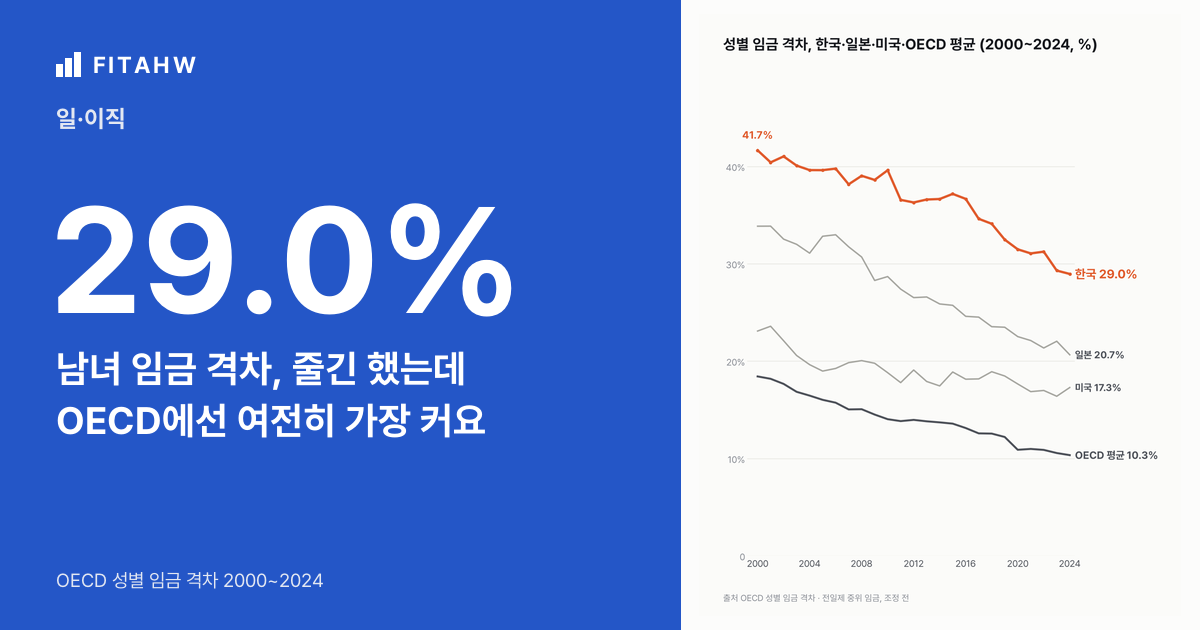 FITAHW
일·이직
29.0%
남녀 임금 격차, 줄긴 했는데
OECD에선 여전히 가장 커요
OECD 성별 임금 격차 2000~2024
성별 임금 격차, 한국·일본·미국·OECD 평균 (2000~2024, %)
41.7%
40%
30%
한국 29.0%
일본 20.7%
20%
미국 17.3%
OECD 평균 10.3%
10%
0
2000 2004 2008 2012 2016 2020 2024
출처 OECD 성별 임금 격차 · 전일제 중위 임금, 조정 전